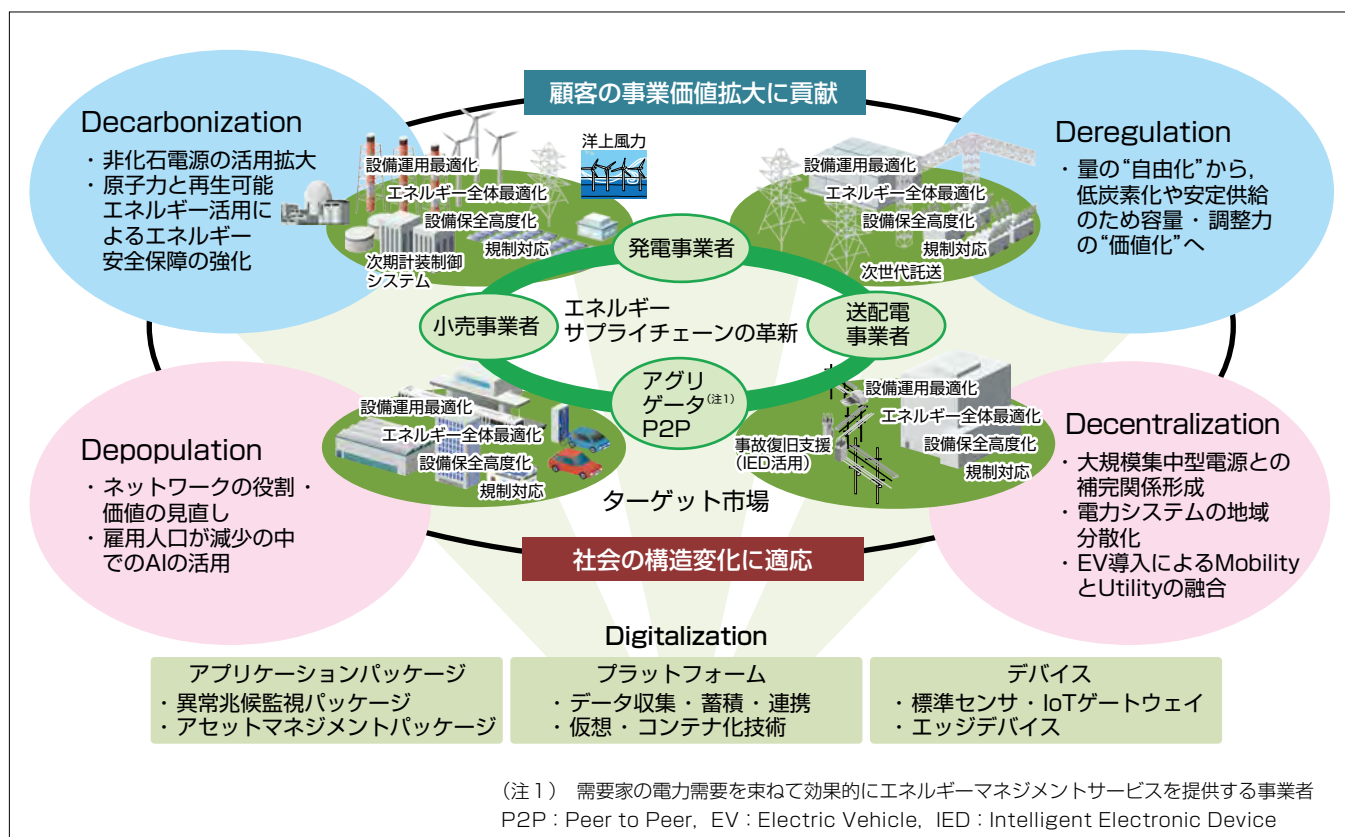 顧客の事業価値拡大に貢献
Decarbonization
・非化石電源の活用拡大
・原子力と再生可能
エネルギー活用に
よるエネルギー
安全保障の強化
設備運用最適化
エネルギー全体最適化
設備保全高度化
規制対応
次期計装制御
システム
洋上風力
Deregulation
・量の“自由化”から,
低炭素化や安定供給
のため容量・調整力
の“価値化”へ
設備運用最適化
エネルギー全体最適化
設備保全高度化
規制対応
次世代託送
発電事業者
小売事業者
エネルギー
サプライチェーンの革新
送配電
事業者
アグリ
ゲータ(注1)
P2P
Depopulation
・ネットワークの役割・
価値の見直し
・雇用人口が減少の中
でのAIの活用
設備運用最適化
エネルギー全体最適化
設備保全高度化
規制対応
ターゲット市場
設備運用最適化
エネルギー全体最適化
設備保全高度化
規制対応
事故復旧支援
(IED活用)
Decentralization
・大規模集中型電源との
補完関係形成
・電力システムの地域
分散化
・EV導入によるMobility
とUtilityの融合
社会の構造変化に適応
Digitalization
アプリケーションパッケージ
・異常兆候監視パッケージ
・アセットマネジメントパッケージ
プラットフォーム
・データ収集・蓄積・連携
・仮想・コンテナ化技術
デバイス
・標準センサ・IoTゲートウェイ
・エッジデバイス
(注1) 需要家の電力需要を束ねて効果的にエネルギーマネジメントサービスを提供する事業者
P2P:Peer to Peer, EV:Electric Vehicle, IED:Intelligent Electronic Device